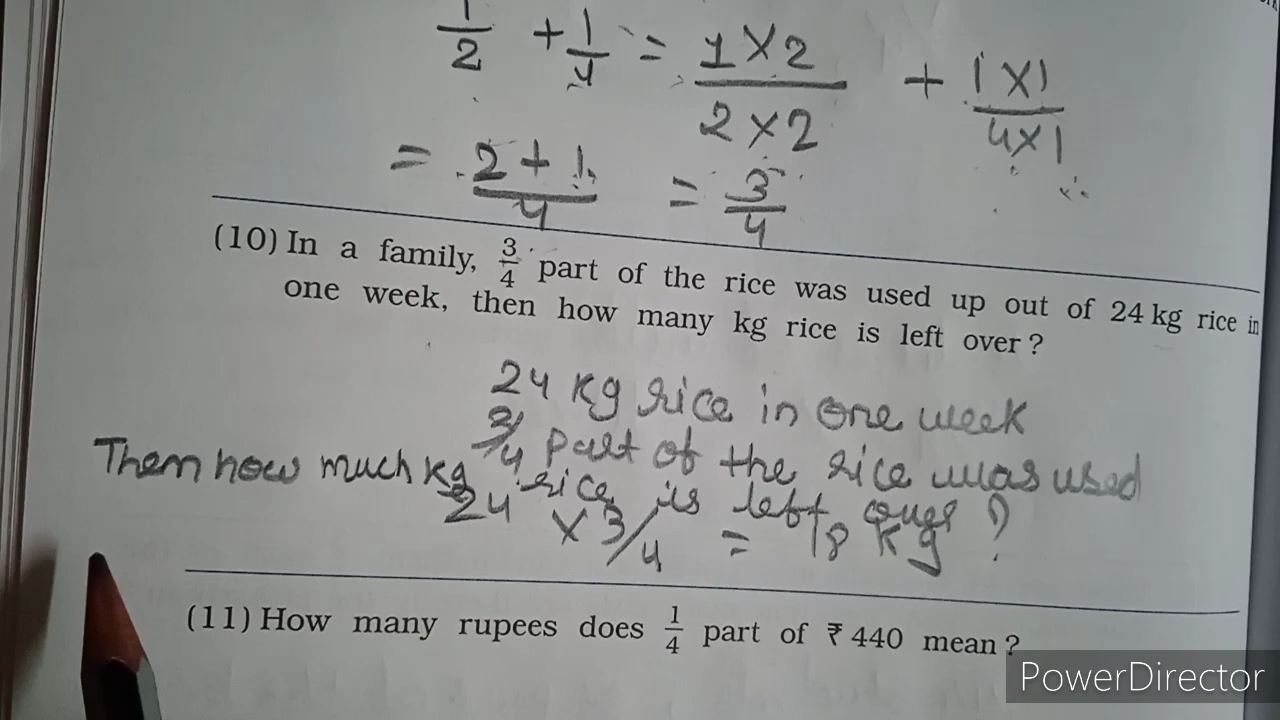 1/2 + 1/4 = 1×2/2×2 + 1×1/4×1
= 2+1/4 = 3/4
(10) In a family, 3/4 part of the rice was used up out of 24 kg rice in
one week, then how many kg rice is left over ?
24 kg rice in one week
3/4 part of the rice was used
Then how much kg rice is left over ?
24 × 3/4 = 18 kg
(11) How many rupees does 1/4 part of ₹ 440 mean ?
PowerDirector